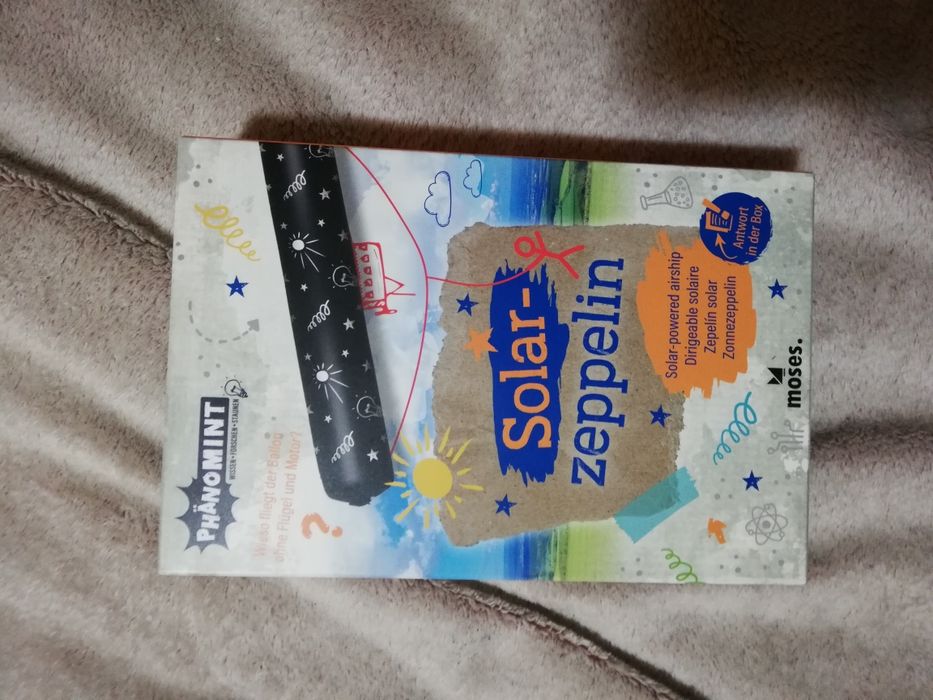 PHÄNOMINT
WISSEN•FORSCHEN•STAUNEN
Wieso fliegt der Ballon
ohne Flügel und Motor?
?
Solar-
zeppelin
Solar-powered airship
Dirigeable solaire
Zepelín solar
Zonnezeppelin
Antwort
in der Box
moses.